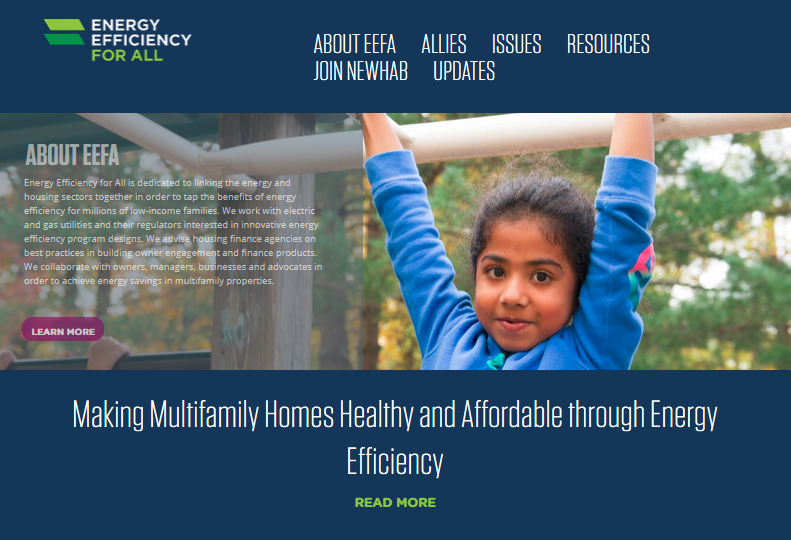 ENERGY
EFFICIENCY
FOR ALL
ABOUT EEFA ALLIES ISSUES RESOURCES
JOIN NEWHAB UPDATES
ABOUT EEFA
Energy Efficiency for All is dedicated to linking the energy and
housing sectors together in order to tap the benefits of energy
efficiency for millions of low-income families. We work with electric
and gas utilities and their regulators interested in innovative energy
efficiency program designs. We advise housing finance agencies on
best practices in building owner engagement and finance products.
We collaborate with owners, managers, businesses and advocates in
order to achieve energy savings in multifamily properties.
LEARN MORE
Making Multifamily Homes Healthy and Affordable through Energy
Efficiency
READ MORE